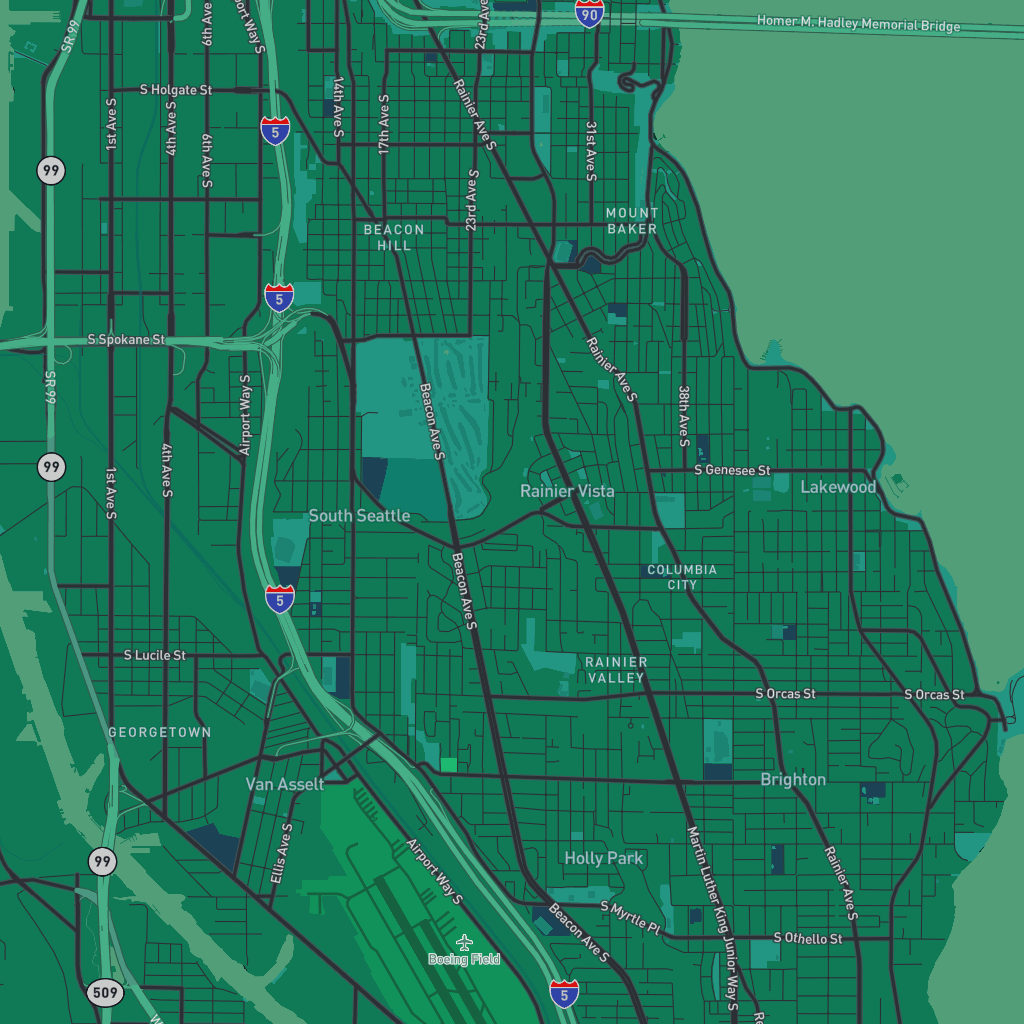 90
Homer M. Hadley Memorial Bridge
SR 99
6th Ave S
23rd Ave S
S Holgate St
14th Ave S
17th Ave S
Rainier Ave S
31st Ave S
1st Ave S
4th Ave S
6th Ave S
5
99
23rd Ave S
BEACON
HILL
MOUNT
BAKER
5
S Spokane St
SR 99
Airport Way S
Beacon Ave S
Rainier Ave S
38th Ave S
99
1st Ave S
4th Ave S
S Genesee St
Lakewood
Rainier Vista
South Seattle
COLUMBIA
CITY
Beacon Ave S
5
S Lucile St
RAINIER
VALLEY
S Orcas St
S Orcas St
GEORGETOWN
Van Asselt
Brighton
Ellis Ave S
Airport Way S
99
Holly Park
Martin Luther King Junior Way S
Rainier Ave S
S Myrtle Pl
Beacon Ave S
S Othello St
Boeing Field
509
5